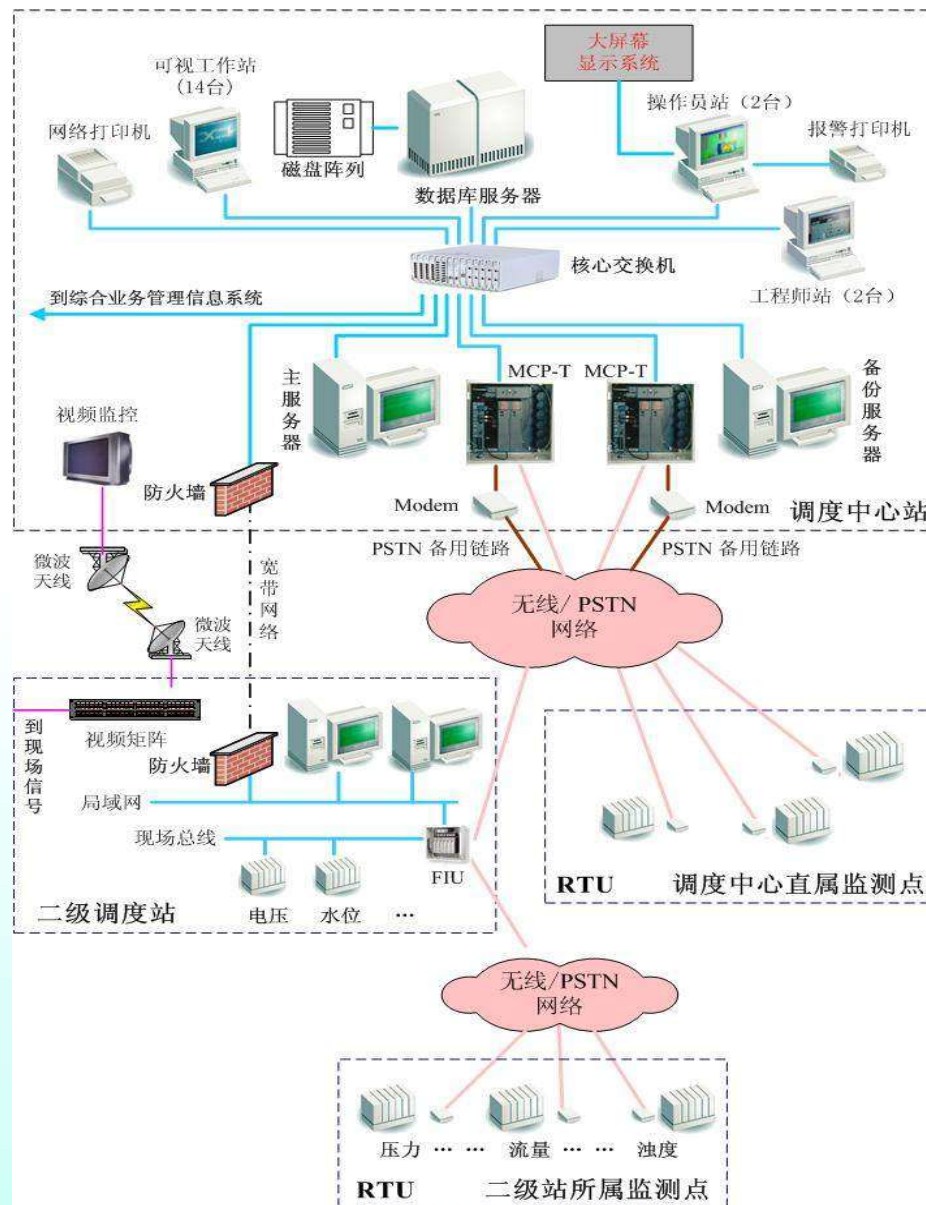 大屏幕
显示系统
可视工作站
(14台)
操作员站（2台）
网络打印机
报警打印机
磁盘阵列
数据库服务器
核心交换机
到综合业务管理信息系统
工程师站（2台）
主服务器
MCP-T
MCP-T
备份服务器
视频监控
防火墙
Modem
Modem
调度中心站
PSTN 备用链路
PSTN 备用链路
微波
天线
宽带网络
无线/ PSTN
网络
微波
天线
到现场信号
视频矩阵
防火墙
局域网
现场总线
FIU
电压
水位
…
二级调度站
RTU 调度中心直属监测点
无线/PSTN
网络
压力 … … 流量 … … 浊度
RTU 二级站所属监测点